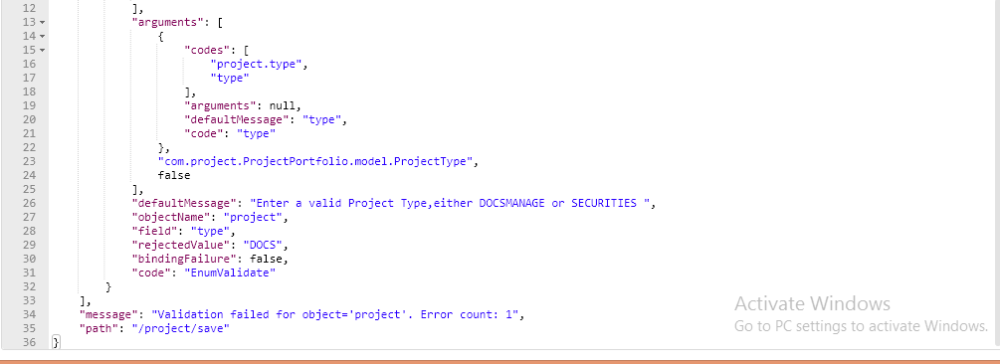 12 ],
13 "arguments": [
14 {
15 "codes": [
16 "project.type",
17 "type"
18 ],
19 "arguments": null,
20 "defaultMessage": "type",
21 "code": "type"
22 },
23 "com.project.ProjectPortfolio.model.ProjectType",
24 false
25 ],
26 "defaultMessage": "Enter a valid Project Type,either DOCSMANAGE or SECURITIES ",
27 "objectName": "project",
28 "field": "type",
29 "rejectedValue": "DOCS",
30 "bindingFailure": false,
31 "code": "EnumValidate"
32 }
33 ],
34 "message": "Validation failed for object='project'. Error count: 1",
35 "path": "/project/save"
36 }
Activate Windows
Go to PC settings to activate Windows.